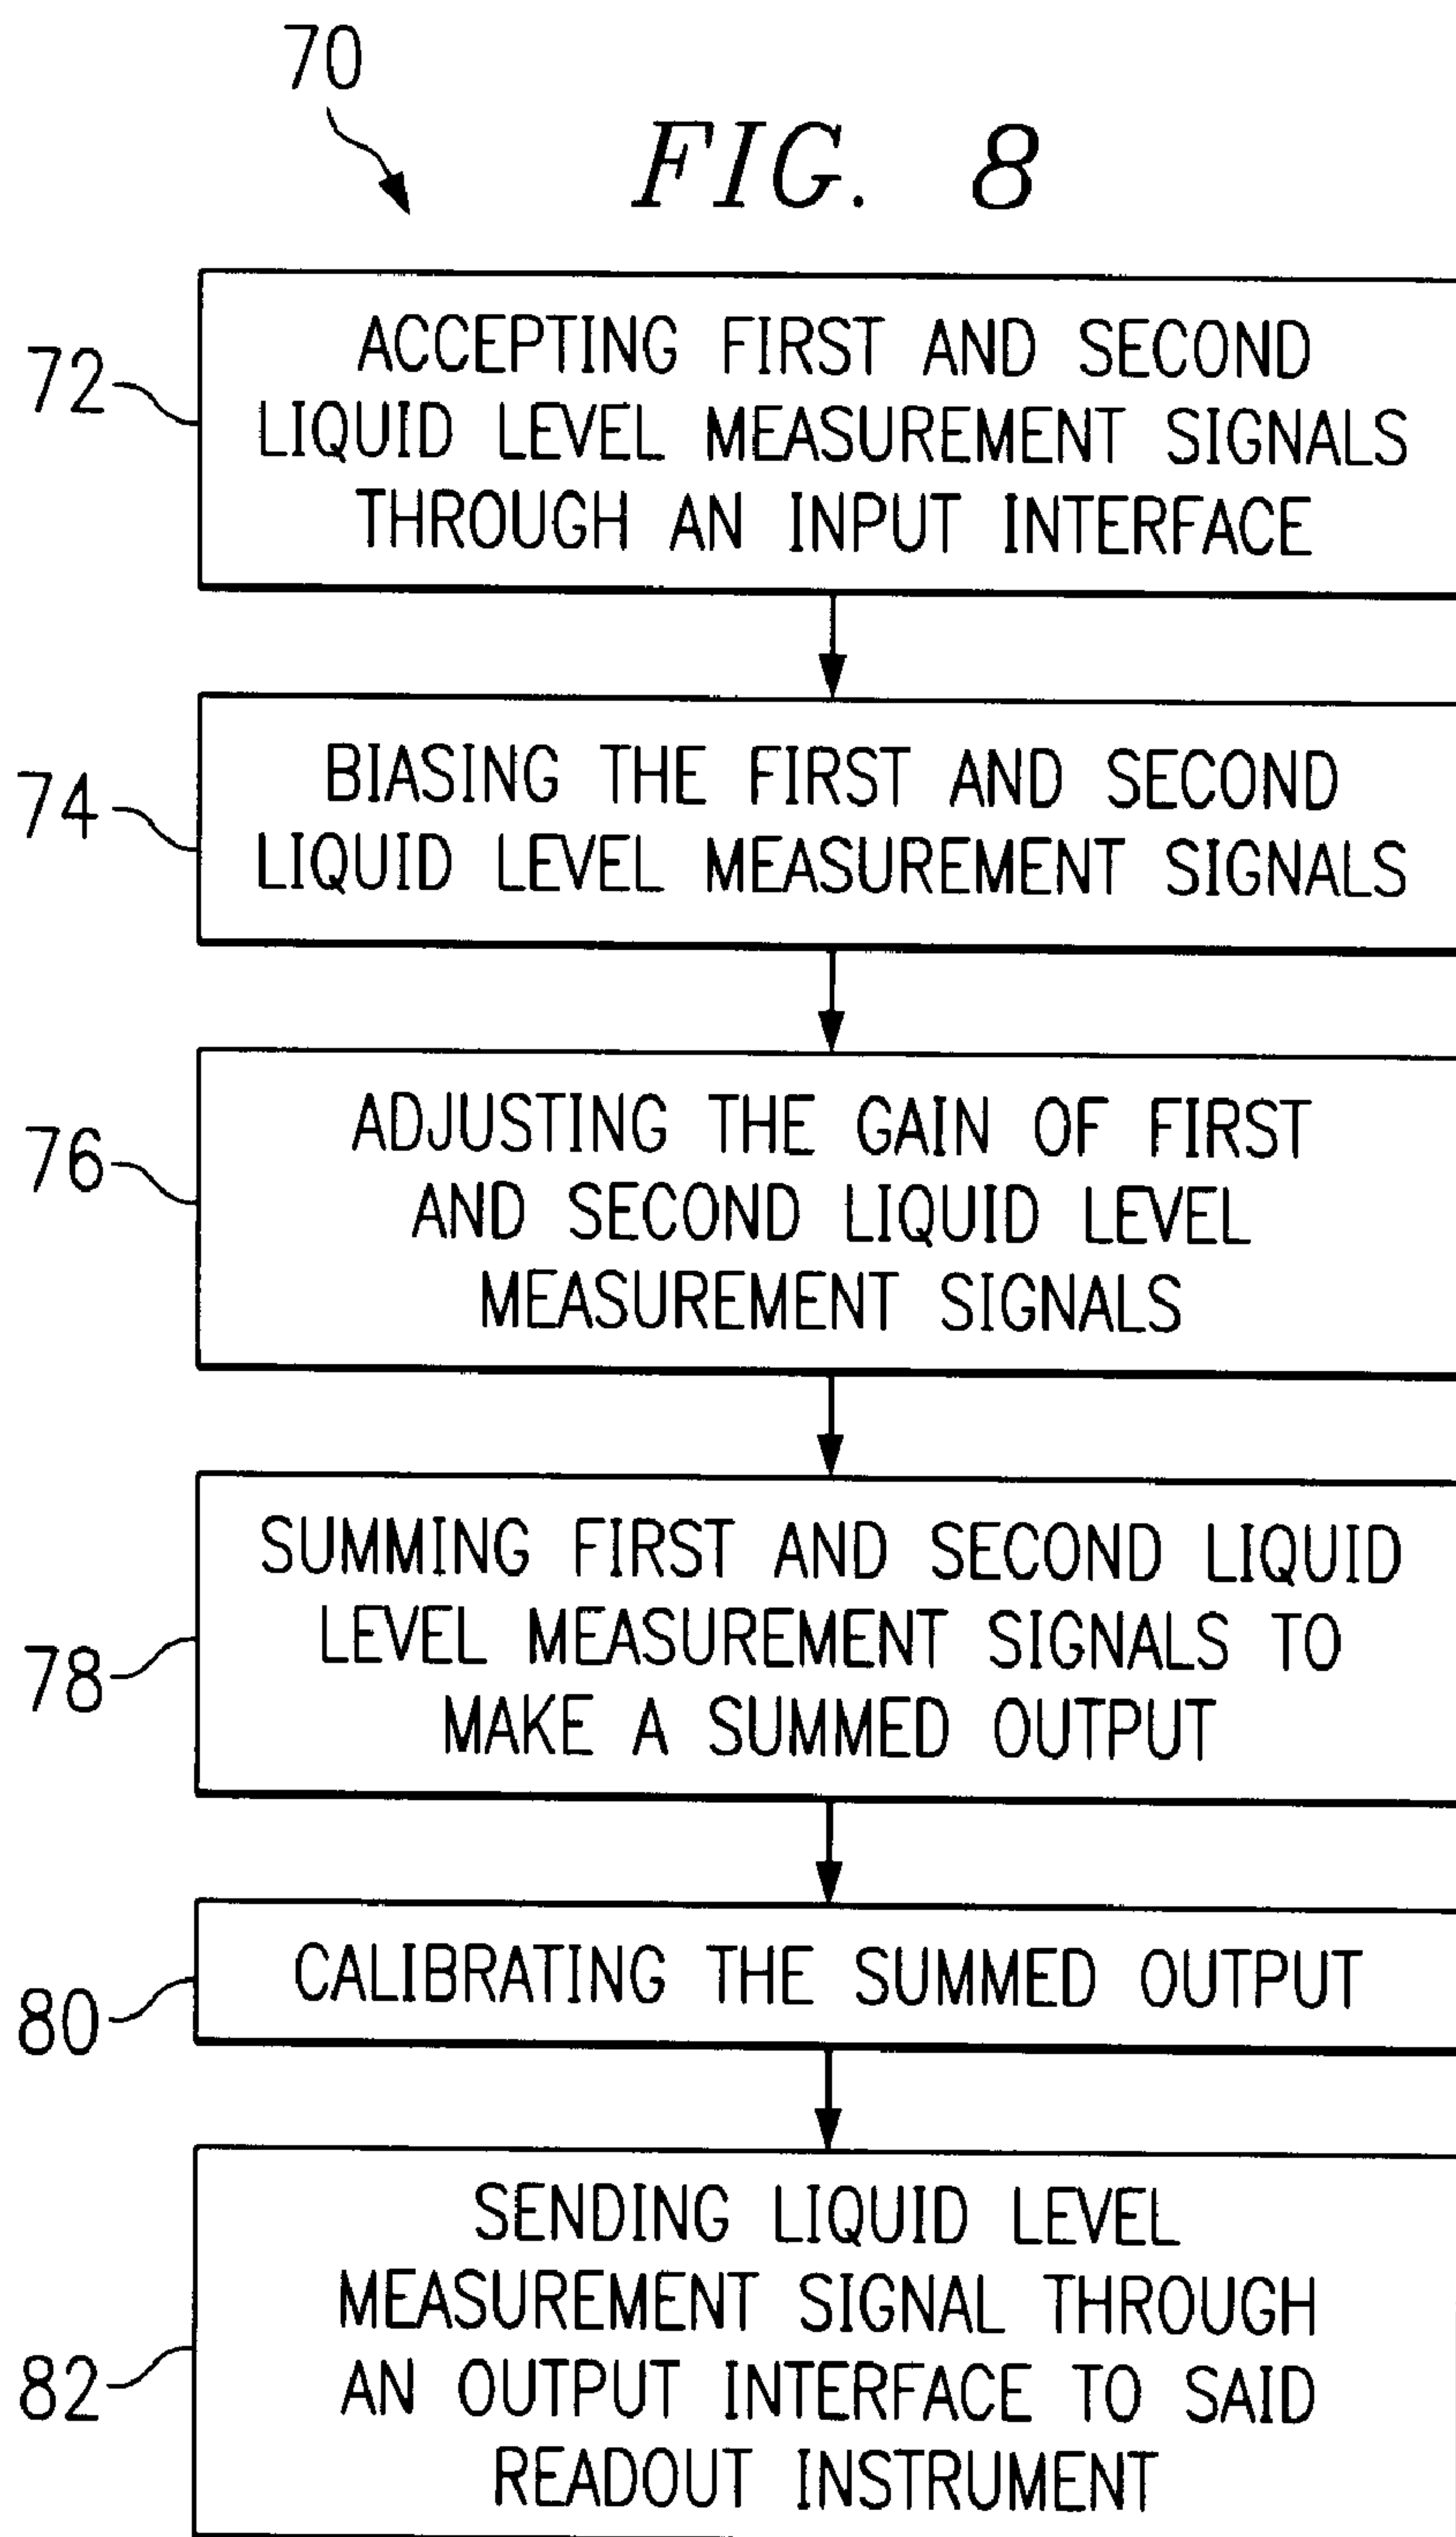 70
FIG. 8
72
ACCEPTING FIRST AND SECOND
LIQUID LEVEL MEASUREMENT SIGNALS
THROUGH AN INPUT INTERFACE
74
BIASING THE FIRST AND SECOND
LIQUID LEVEL MEASUREMENT SIGNALS
76
ADJUSTING THE GAIN OF FIRST
AND SECOND LIQUID LEVEL
MEASUREMENT SIGNALS
78
SUMMING FIRST AND SECOND LIQUID
LEVEL MEASUREMENT SIGNALS TO
MAKE A SUMMED OUTPUT
80
CALIBRATING THE SUMMED OUTPUT
82
SENDING LIQUID LEVEL
MEASUREMENT SIGNAL THROUGH
AN OUTPUT INTERFACE TO SAID
READOUT INSTRUMENT